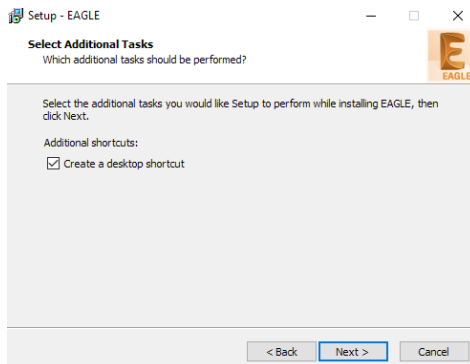 Setup - EAGLE
Select Additional Tasks
Which additional tasks should be performed?
EAGLE
Select the additional tasks you would like Setup to perform while installing EAGLE, then
click Next.
Additional shortcuts:
Create a desktop shortcut
< Back
Next >
Cancel